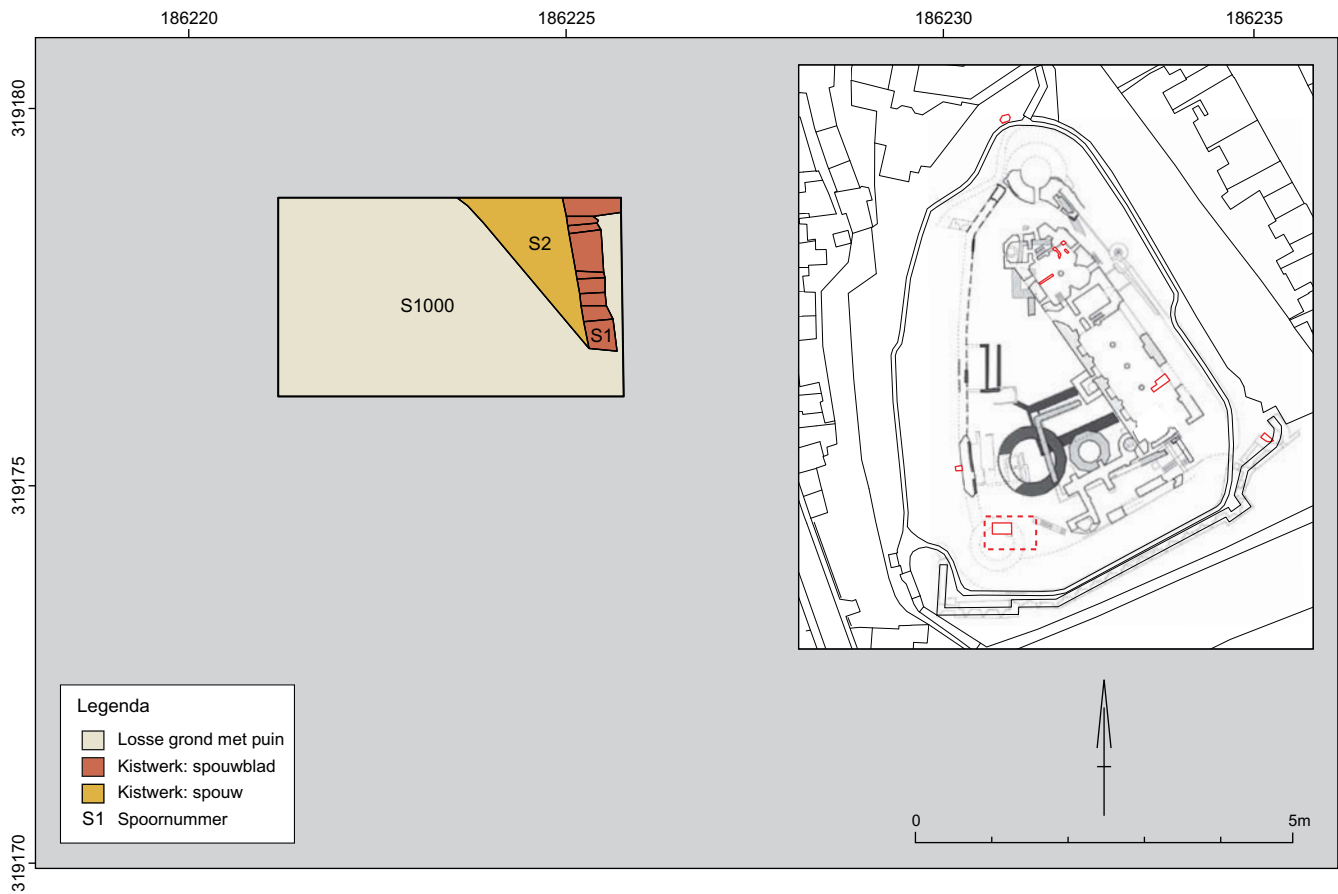 186220 186225 186230 186235
319180
319175
319170
S2
S1000
S1
Legenda
Losse grond met puin
Kistwerk: spouwblad
Kistwerk: spouw
S1 Spoornummer
0 5m